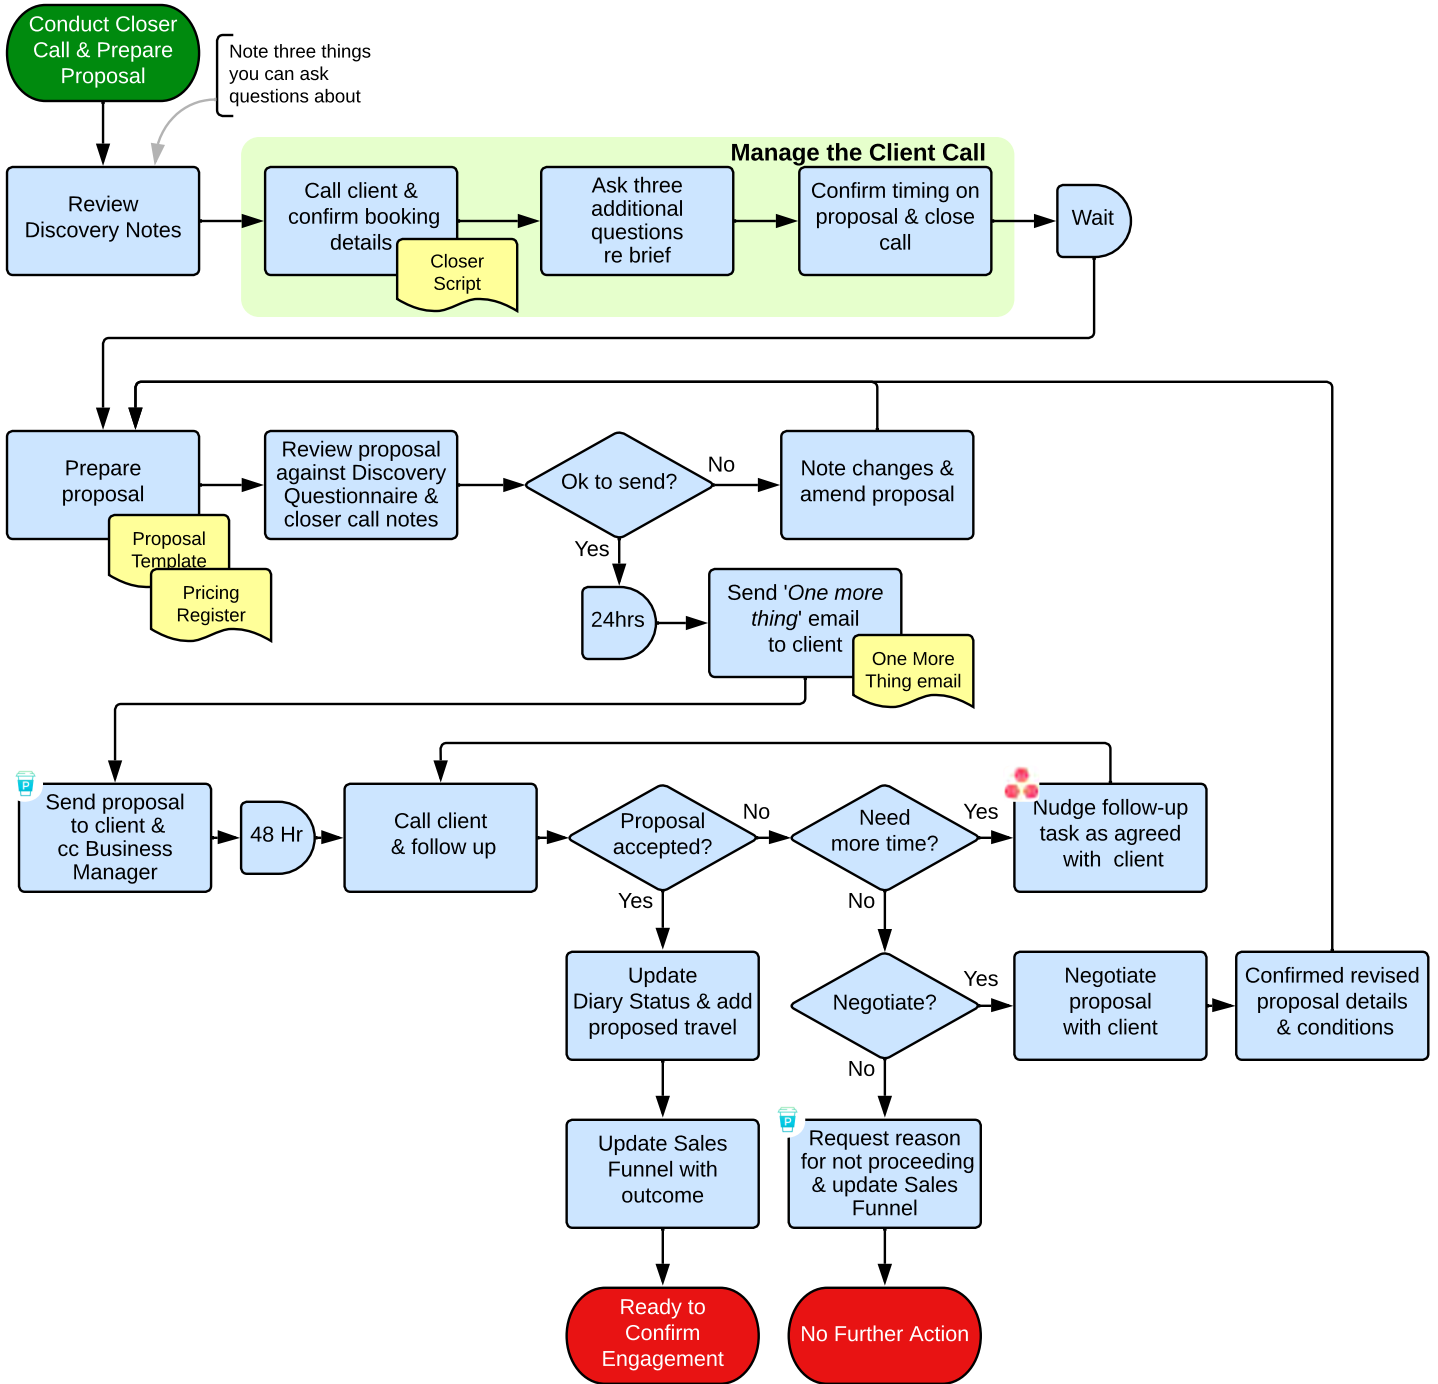 Conduct Closer
Call & Prepare
Proposal
Note three things
you can ask
questions about
Manage the Client Call
Review
Discovery Notes
Call client &
confirm booking
details
Closer
Script
Ask three
additional
questions
re brief
Confirm timing on
proposal & close
call
Wait
Prepare
proposal
Proposal
Template
Pricing
Register
Review proposal
against Discovery
Questionnaire &
closer call notes
Ok to send?
No
Note changes &
amend proposal
Yes
24hrs
Send 'One more
thing' email
to client
One More
Thing email
P
Send proposal
to client &
cc Business
Manager
48 Hr
Call client
& follow up
Proposal
accepted?
No
Need
more time?
Yes
Nudge follow-up
task as agreed
with  client
Yes
No
Update
Diary Status & add
proposed travel
Negotiate?
Yes
Negotiate
proposal
with client
Confirmed revised
proposal details
& conditions
No
Update Sales
Funnel with
outcome
P
Request reason
for not proceeding
& update Sales
Funnel
Ready to
Confirm
Engagement
No Further Action